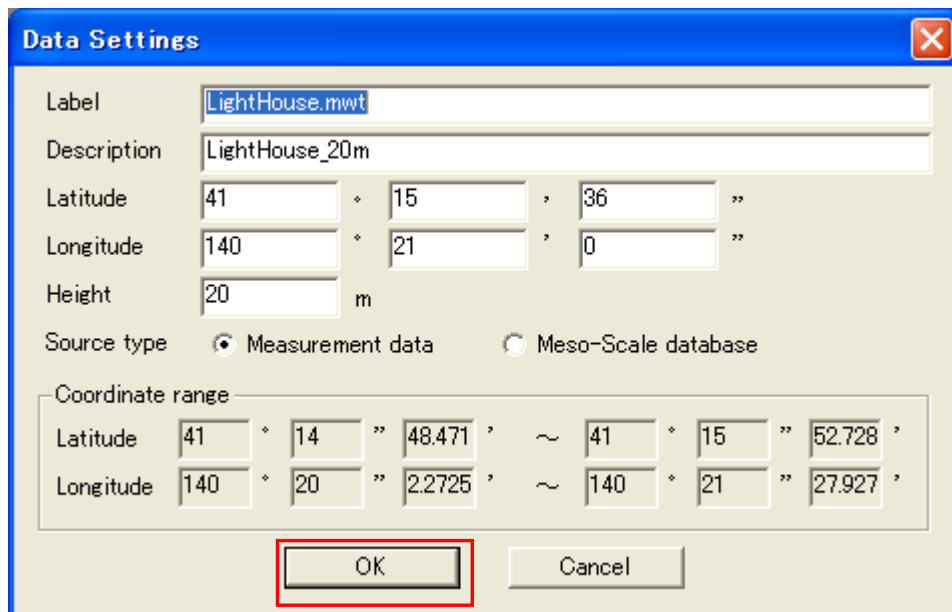 Data Settings
Label LightHouse.mwt
Description LightHouse_20m
Latitude 41 ° 15 ’ 36 ”
Longitude 140 ° 21 ’ 0 ”
Height 20 m
Source type Measurement data Meso-Scale database
Coordinate range
Latitude 41 ° 14 ” 48.471 ’ ～ 41 ° 15 ” 52.728 ’
Longitude 140 ° 20 ” 2.2725 ’ ～ 140 ° 21 ” 27.927 ’
OK Cancel